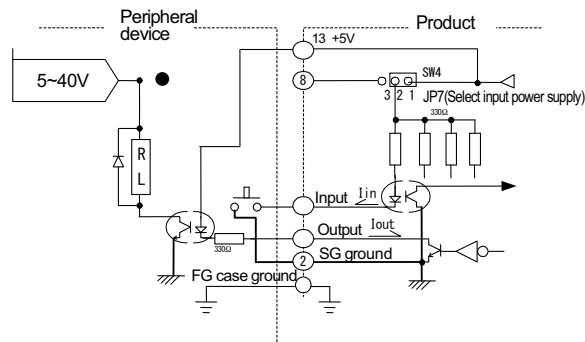 Peripheral
device
Product
13 +5V
5~40V
8
SW4
3 2 1
JP7(Select input power supply)
330Ω
R
L
Input
Iin
Output
Iout
330Ω
2
SG ground
FG case ground